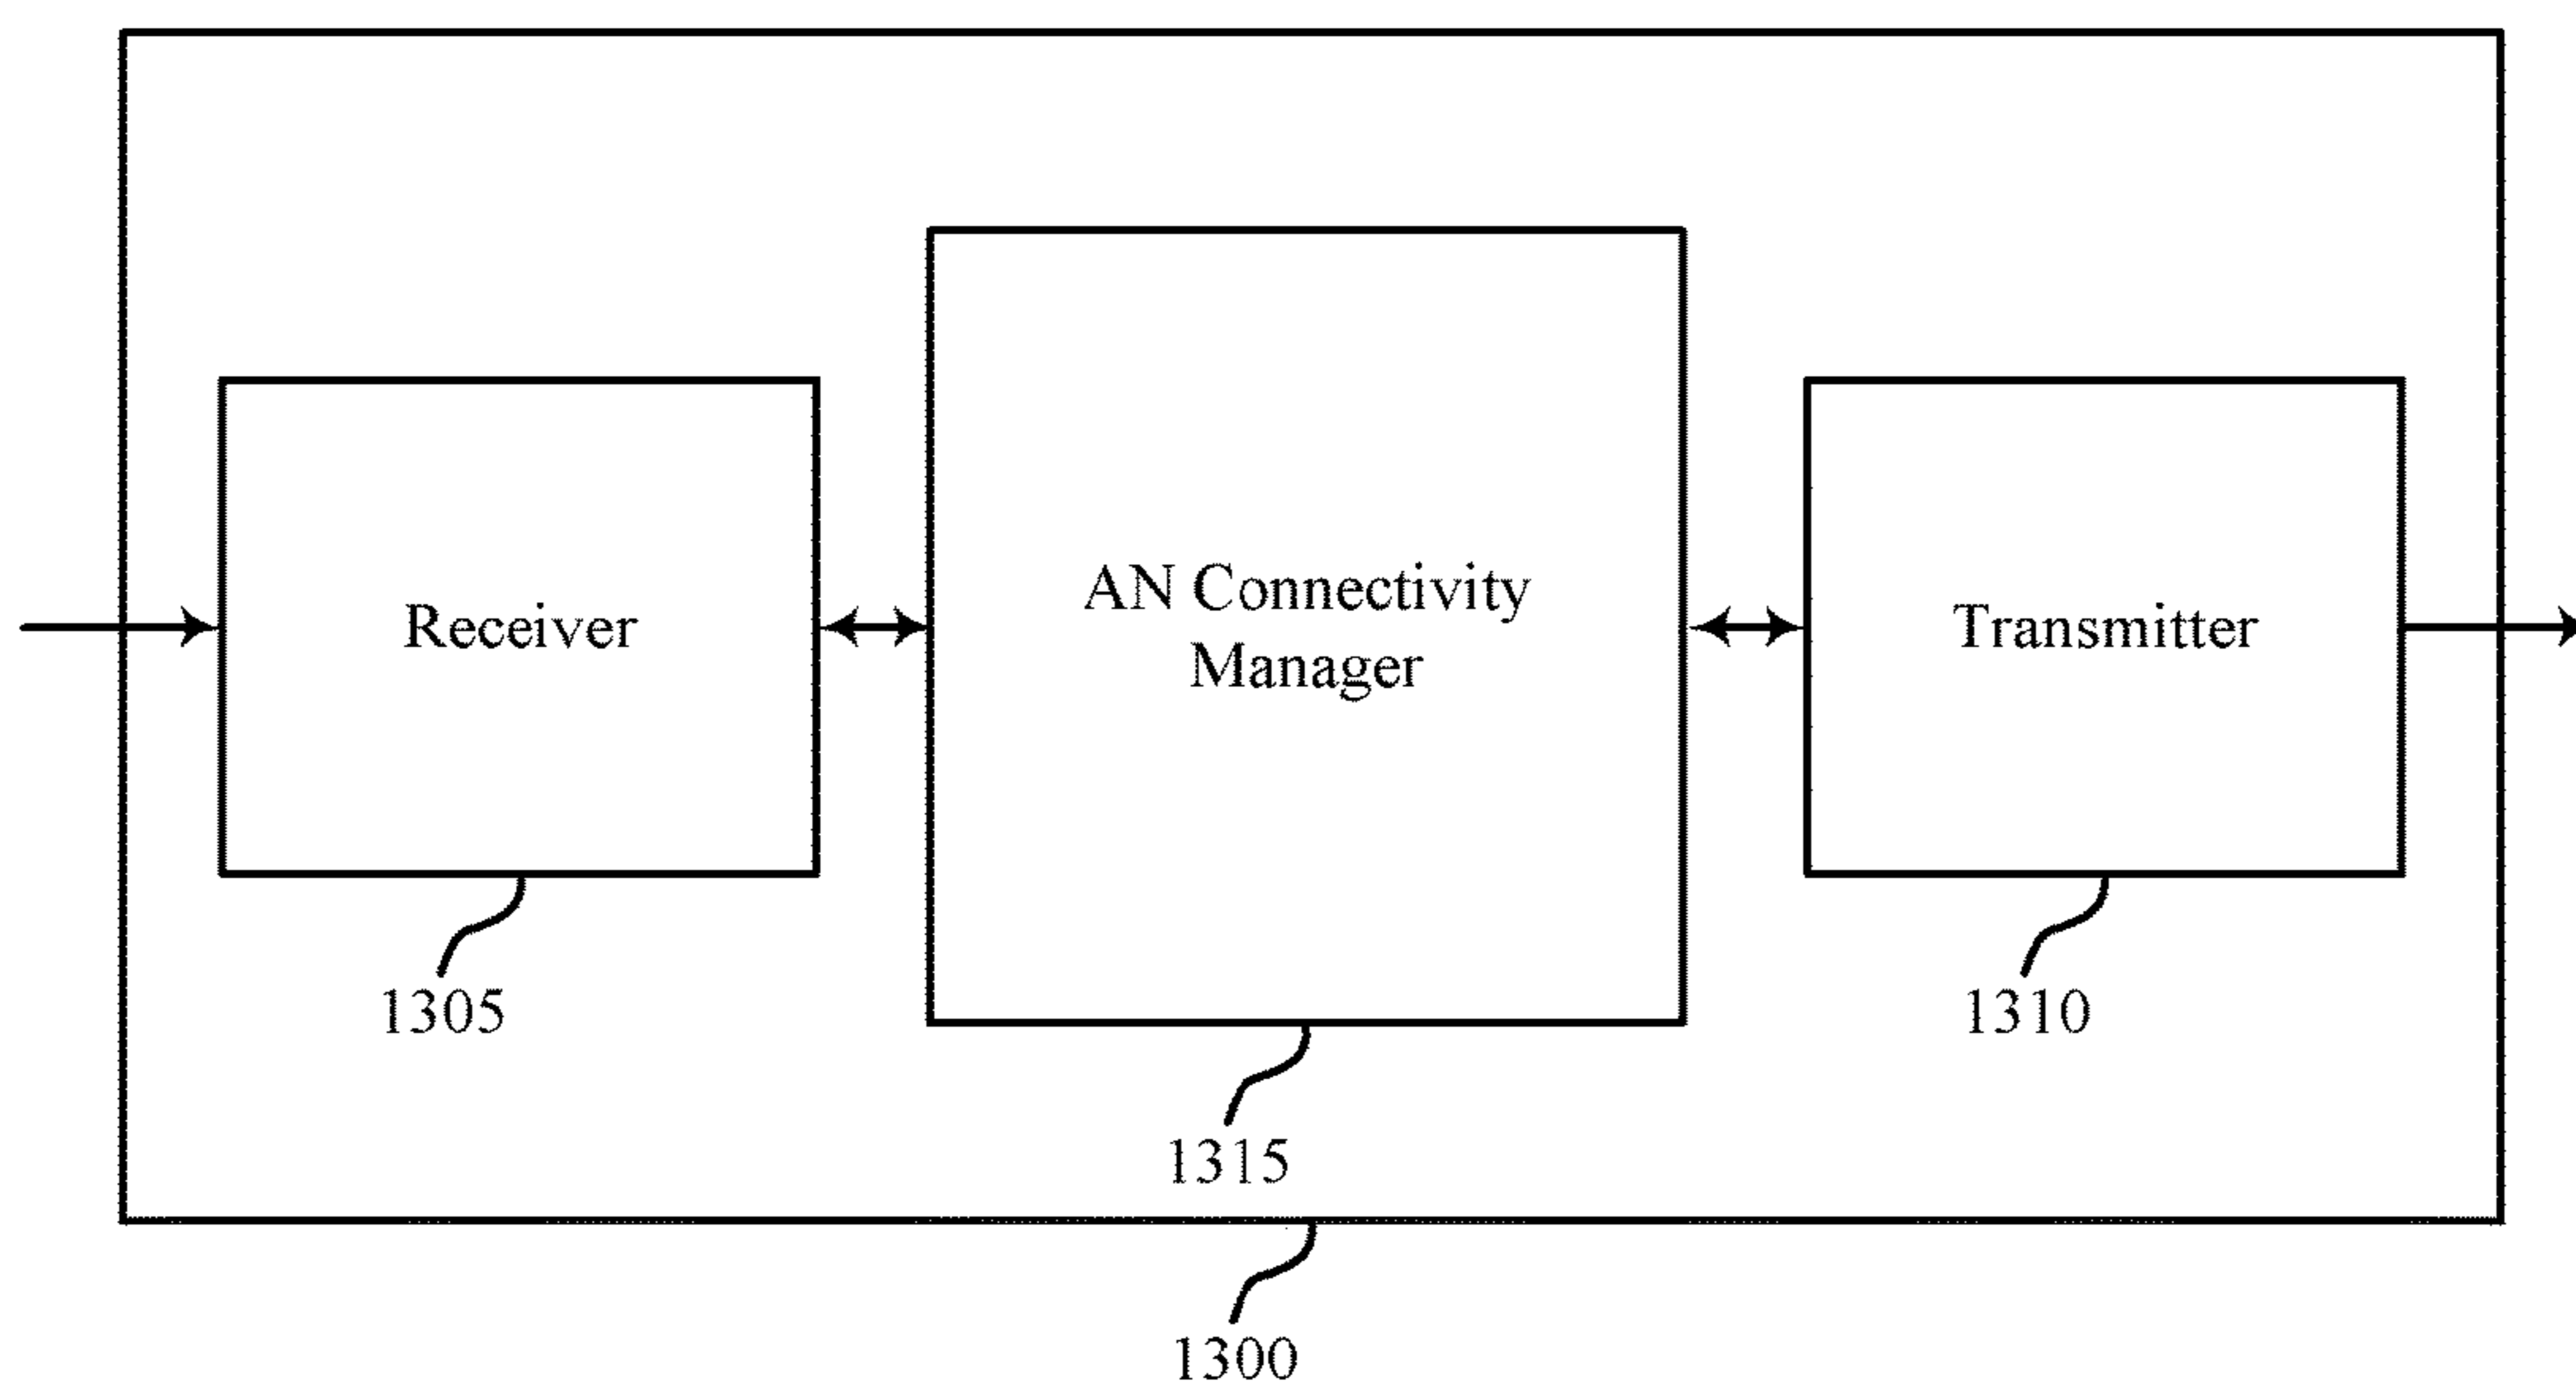 Receiver
AN Connectivity
Manager
Transmitter
1305
1310
1315
1300